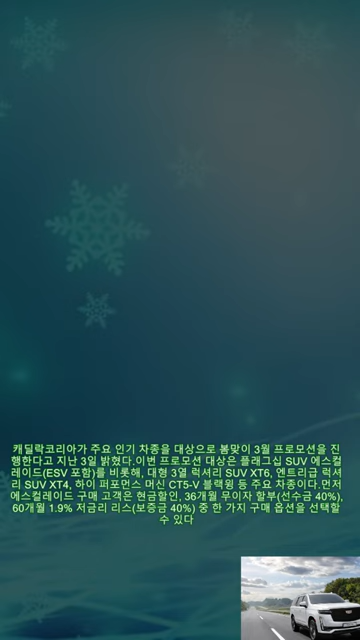 캐딜락코리아가 주요 인기 차종을 대상으로 봄맞이 3월 프로모션을 진
행한다고 지난 3일 밝혔다.이번 프로모션 대상은 플래그십 SUV 에스컬
레이드(ESV 포함)를 비롯해, 대형 3열 럭셔리 SUV XT6, 엔트리급 럭셔
리 SUV XT4, 하이 퍼포먼스 머신 CT5-V 블랙윙 등 주요 차종이다.먼저
에스컬레이드 구매 고객은 현금할인, 36개월 무이자 할부(선수금 40%),
60개월 1.9% 저금리 리스(보증금 40%) 중 한 가지 구매 옵션을 선택할
수 있다